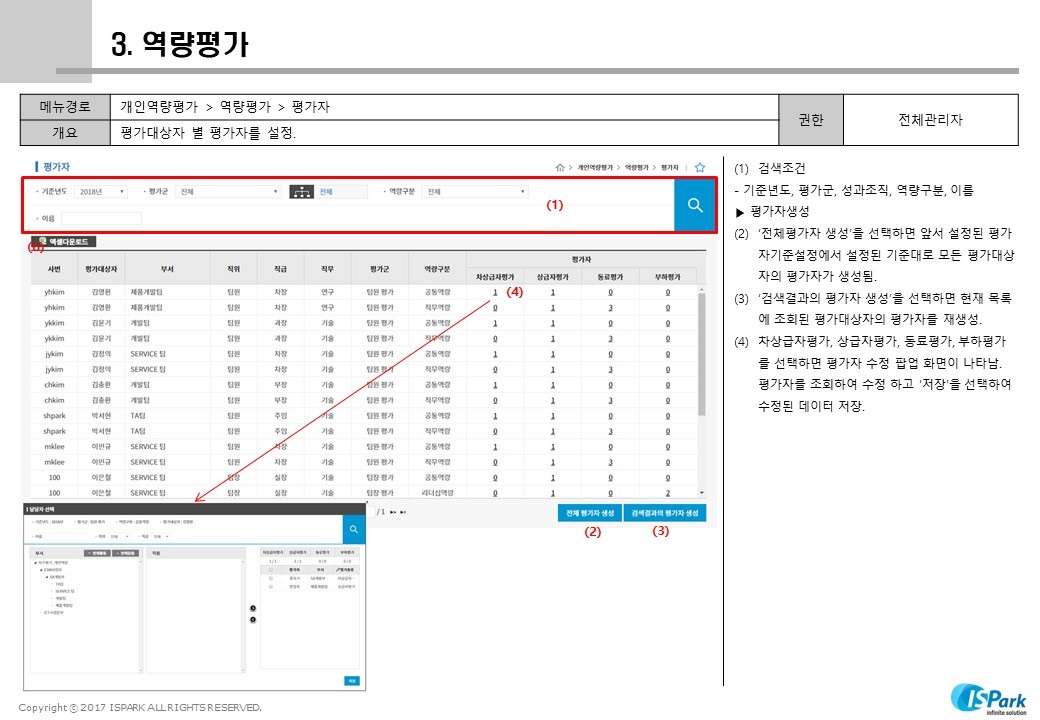 3. 역량평가
메뉴경로 개인역량평가 > 역량평가 > 평가자
개요 평가대상자 별 평가자를 설정.
권한 전체관리자
평가자
개인역량평가 > 역량평가 > 평가자
기준년도 2018년 평가군 전체 전체 역량구분 전체
이름
(1)
엑셀다운로드
평가자
사번 평가대상자 부서 직위 직급 직무 평가군 역량구분 차상급자평가 상급자평가 동료평가 부하평가
yhkim 김영환 제품개발팀 팀원 차장 연구 팀원 평가 공통역량 1 1 0 0
(4)
yhkim 김영환 제품개발팀 팀원 차장 연구 팀원 평가 직무역량 0 1 3 0
ykkim 김윤기 개발팀 팀원 과장 기술 팀원 평가 공통역량 1 1 0 0
ykkim 김윤기 개발팀 팀원 과장 기술 팀원 평가 직무역량 0 1 3 0
jykim 김정의 SERVICE 팀 팀원 차장 기술 팀원 평가 공통역량 1 1 0 0
jykim 김정의 SERVICE 팀 팀원 차장 기술 팀원 평가 직무역량 0 1 3 0
chkim 김충환 개발팀 팀원 부장 기술 팀원 평가 공통역량 1 1 0 0
chkim 김충환 개발팀 팀원 부장 기술 팀원 평가 직무역량 0 1 3 0
shpark 박서현 TA팀 팀원 주임 기술 팀원 평가 공통역량 1 1 0 0
shpark 박서현 TA팀 팀원 주임 기술 팀원 평가 직무역량 0 1 3 0
mklee 이민규 SERVICE 팀 팀원 차장 기술 팀원 평가 공통역량 1 1 0 0
mklee 이민규 SERVICE 팀 팀원 차장 기술 팀원 평가 직무역량 0 1 3 0
100 이은철 SERVICE 팀 팀장 실장 기술 팀장 평가 공통역량 0 1 0 0
100 이은철 SERVICE 팀 팀장 실장 기술 팀장 평가 리더십역량 0 1 0 2
/ 1
전체 평가자 생성 검색결과의 평가자 생성
(2) (3)
담당자 선택
부서 직원
SERVICE 팀
개발팀
제품개발팀
저장
(1) 검색조건
- 기준년도, 평가군, 성과조직, 역량구분, 이름
▶ 평가자생성
(2) ‘전체평가자 생성’을 선택하면 앞서 설정된 평가
자기준설정에서 설정된 기준대로 모든 평가대상
자의 평가자가 생성됨.
(3) ‘검색결과의 평가자 생성’을 선택하면 현재 목록
에 조회된 평가대상자의 평가자를 재생성.
(4) 차상급자평가, 상급자평가, 동료평가, 부하평가
를 선택하면 평가자 수정 팝업 화면이 나타남.
평가자를 조회하여 수정 하고 ‘저장’을 선택하여
수정된 데이터 저장.
Copyright ⓒ 2017 ISPARK ALL RIGHTS RESERVED.
ISPark
infinite solution